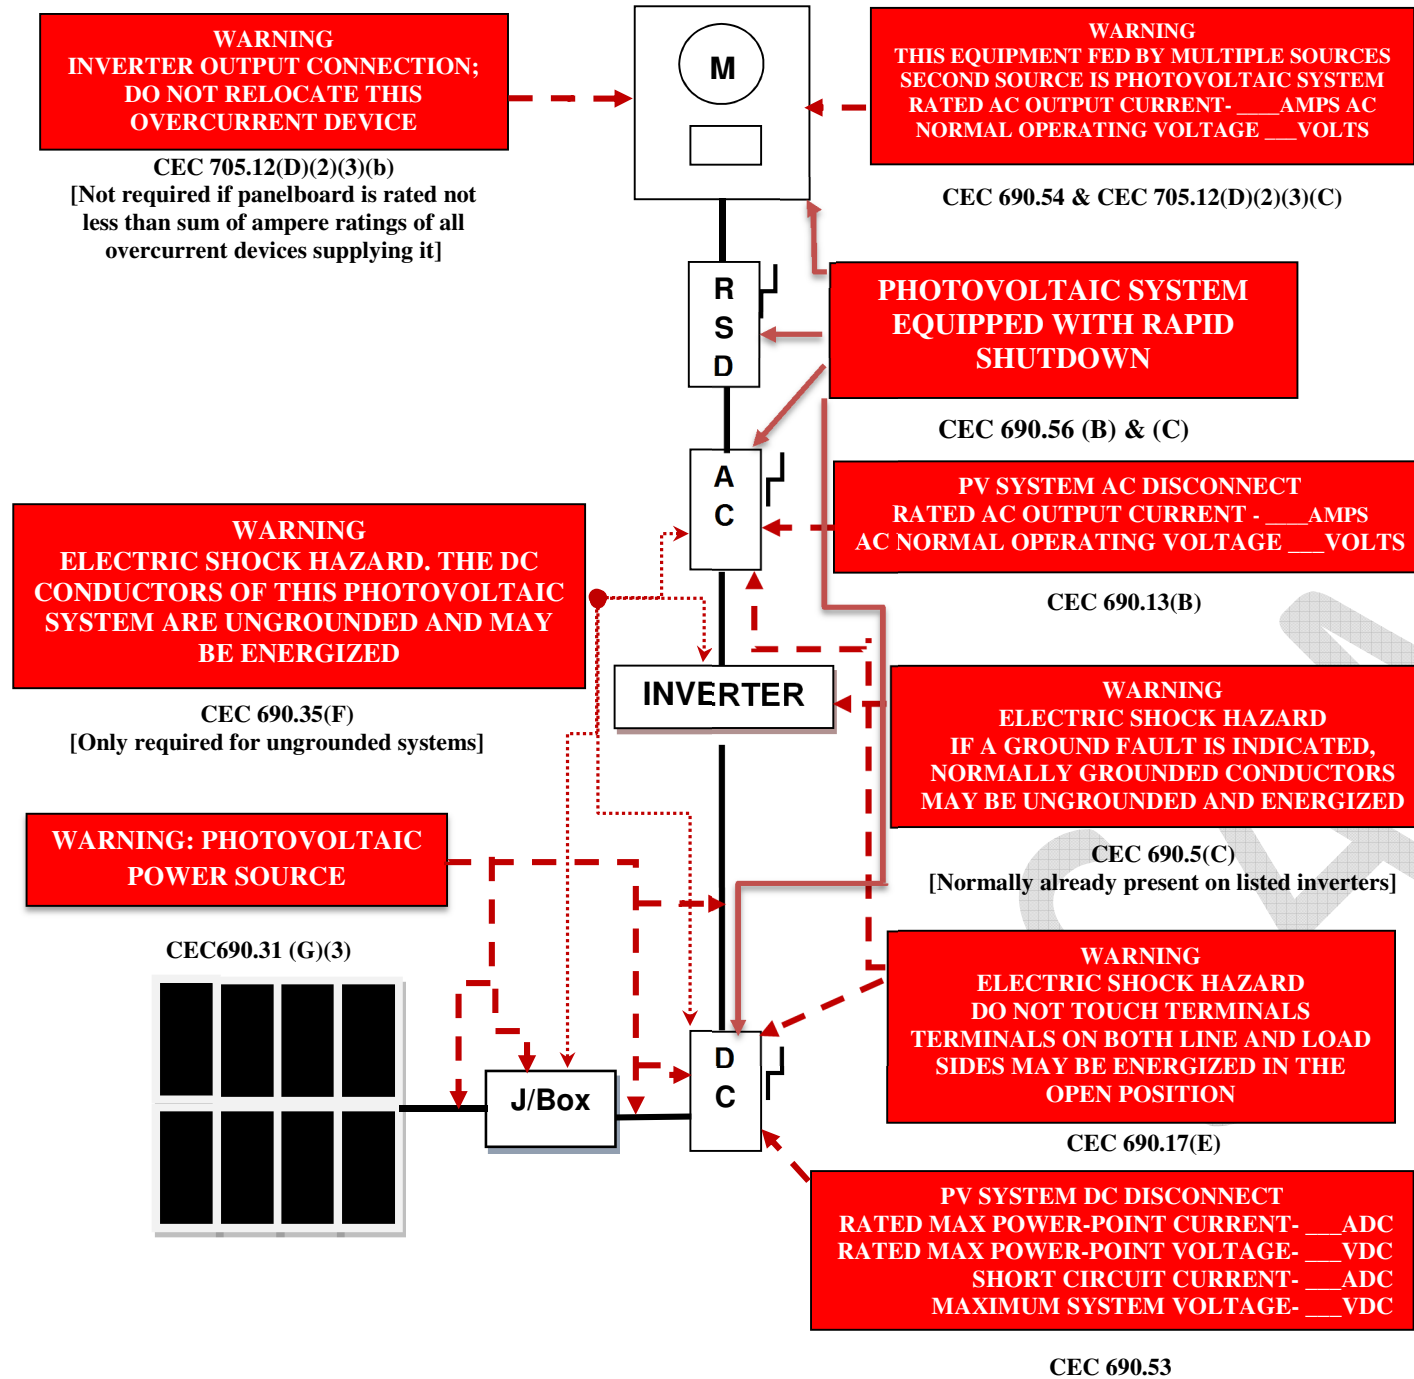 WARNING
INVERTER OUTPUT CONNECTION;
DO NOT RELOCATE THIS
OVERCURRENT DEVICE
CEC 705.12(D)(2)(3)(b)
[Not required if panelboard is rated not
less than sum of ampere ratings of all
overcurrent devices supplying it]
M
WARNING
THIS EQUIPMENT FED BY MULTIPLE SOURCES
SECOND SOURCE IS PHOTOVOLTAIC SYSTEM
RATED AC OUTPUT CURRENT- ____AMPS AC
NORMAL OPERATING VOLTAGE ___VOLTS
CEC 690.54 & CEC 705.12(D)(2)(3)(C)
R
S
D
PHOTOVOLTAIC SYSTEM
EQUIPPED WITH RAPID
SHUTDOWN
CEC 690.56 (B) & (C)
A
C
PV SYSTEM AC DISCONNECT
RATED AC OUTPUT CURRENT - ____AMPS
AC NORMAL OPERATING VOLTAGE ___VOLTS
CEC 690.13(B)
WARNING
ELECTRIC SHOCK HAZARD. THE DC
CONDUCTORS OF THIS PHOTOVOLTAIC
SYSTEM ARE UNGROUNDED AND MAY
BE ENERGIZED
CEC 690.35(F)
[Only required for ungrounded systems]
INVERTER
WARNING
ELECTRIC SHOCK HAZARD
IF A GROUND FAULT IS INDICATED,
NORMALLY GROUNDED CONDUCTORS
MAY BE UNGROUNDED AND ENERGIZED
CEC 690.5(C)
[Normally already present on listed inverters]
WARNING: PHOTOVOLTAIC
POWER SOURCE
CEC690.31 (G)(3)
WARNING
ELECTRIC SHOCK HAZARD
DO NOT TOUCH TERMINALS
TERMINALS ON BOTH LINE AND LOAD
SIDES MAY BE ENERGIZED IN THE
OPEN POSITION
CEC 690.17(E)
J/Box
D
C
PV SYSTEM DC DISCONNECT
RATED MAX POWER-POINT CURRENT- ___ADC
RATED MAX POWER-POINT VOLTAGE- ___VDC
SHORT CIRCUIT CURRENT- ___ADC
MAXIMUM SYSTEM VOLTAGE- ___VDC
CEC 690.53